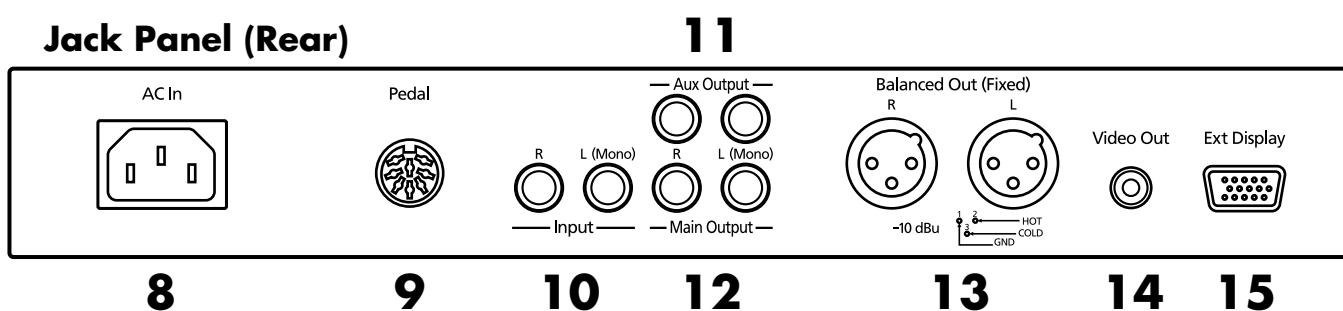 Jack Panel (Rear)
11
AC In
Pedal
Aux Output
Balanced Out (Fixed)
R
L
Video Out
Ext Display
R
L (Mono)
R
L (Mono)
Input
Main Output
−10 dBu
1
2
3
HOT
COLD
GND
8
9
10
12
13
14
15